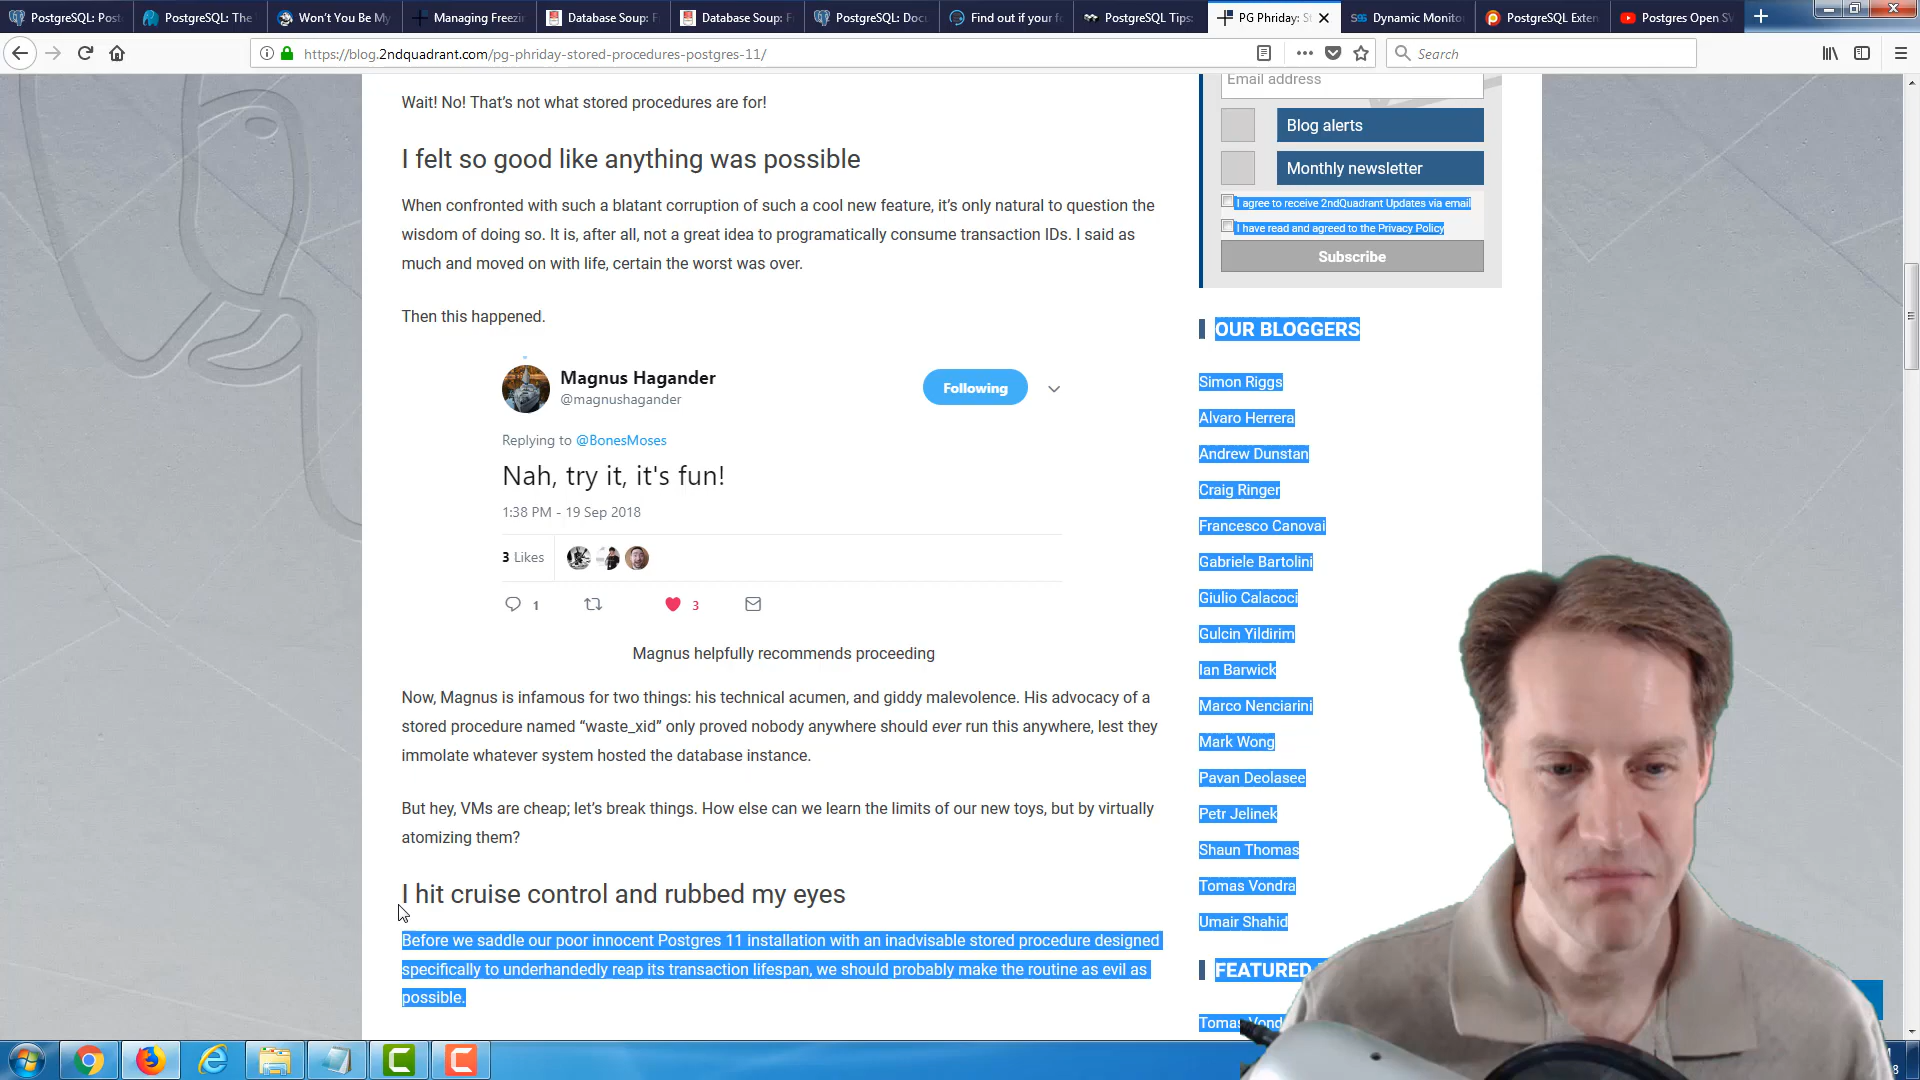 PostgreSQL: Post
PostgreSQL: The
Won't You Be My
Managing Freezin
Database Soup: F
Database Soup: F
PostgreSQL: Docu
Find out if your fo
PostgreSQL Tips:
PG Phriday: St
Dynamic Monito
PostgreSQL Exten
Postgres Open SV
https://blog.2ndquadrant.com/pg-phriday-stored-procedures-postgres-11/
Search
Wait! No! That's not what stored procedures are for!
I felt so good like anything was possible
When confronted with such a blatant corruption of such a cool new feature, it's only natural to question the
wisdom of doing so. It is, after all, not a great idea to programatically consume transaction IDs. I said as
much and moved on with life, certain the worst was over.
Then this happened.
Magnus Hagander
@magnushagander
Following
Replying to @BonesMoses
Nah, try it, it's fun!
1:38 PM - 19 Sep 2018
3 Likes
1
3
Magnus helpfully recommends proceeding
Now, Magnus is infamous for two things: his technical acumen, and giddy malevolence. His advocacy of a
stored procedure named “waste_xid” only proved nobody anywhere should ever run this anywhere, lest they
immolate whatever system hosted the database instance.
But hey, VMs are cheap; let's break things. How else can we learn the limits of our new toys, but by virtually
atomizing them?
I hit cruise control and rubbed my eyes
Before we saddle our poor innocent Postgres 11 installation with an inadvisable stored procedure designed
specifically to underhandedly reap its transaction lifespan, we should probably make the routine as evil as
possible.
Email address
Blog alerts
Monthly newsletter
I agree to receive 2ndQuadrant Updates via email
I have read and agreed to the Privacy Policy
Subscribe
OUR BLOGGERS
Simon Riggs
Alvaro Herrera
Andrew Dunstan
Craig Ringer
Francesco Canovai
Gabriele Bartolini
Giulio Calacoci
Gulcin Yildirim
Ian Barwick
Marco Nenciarini
Mark Wong
Pavan Deolasee
Petr Jelinek
Shaun Thomas
Tomas Vondra
Umair Shahid
FEATURED
Tomas Vond